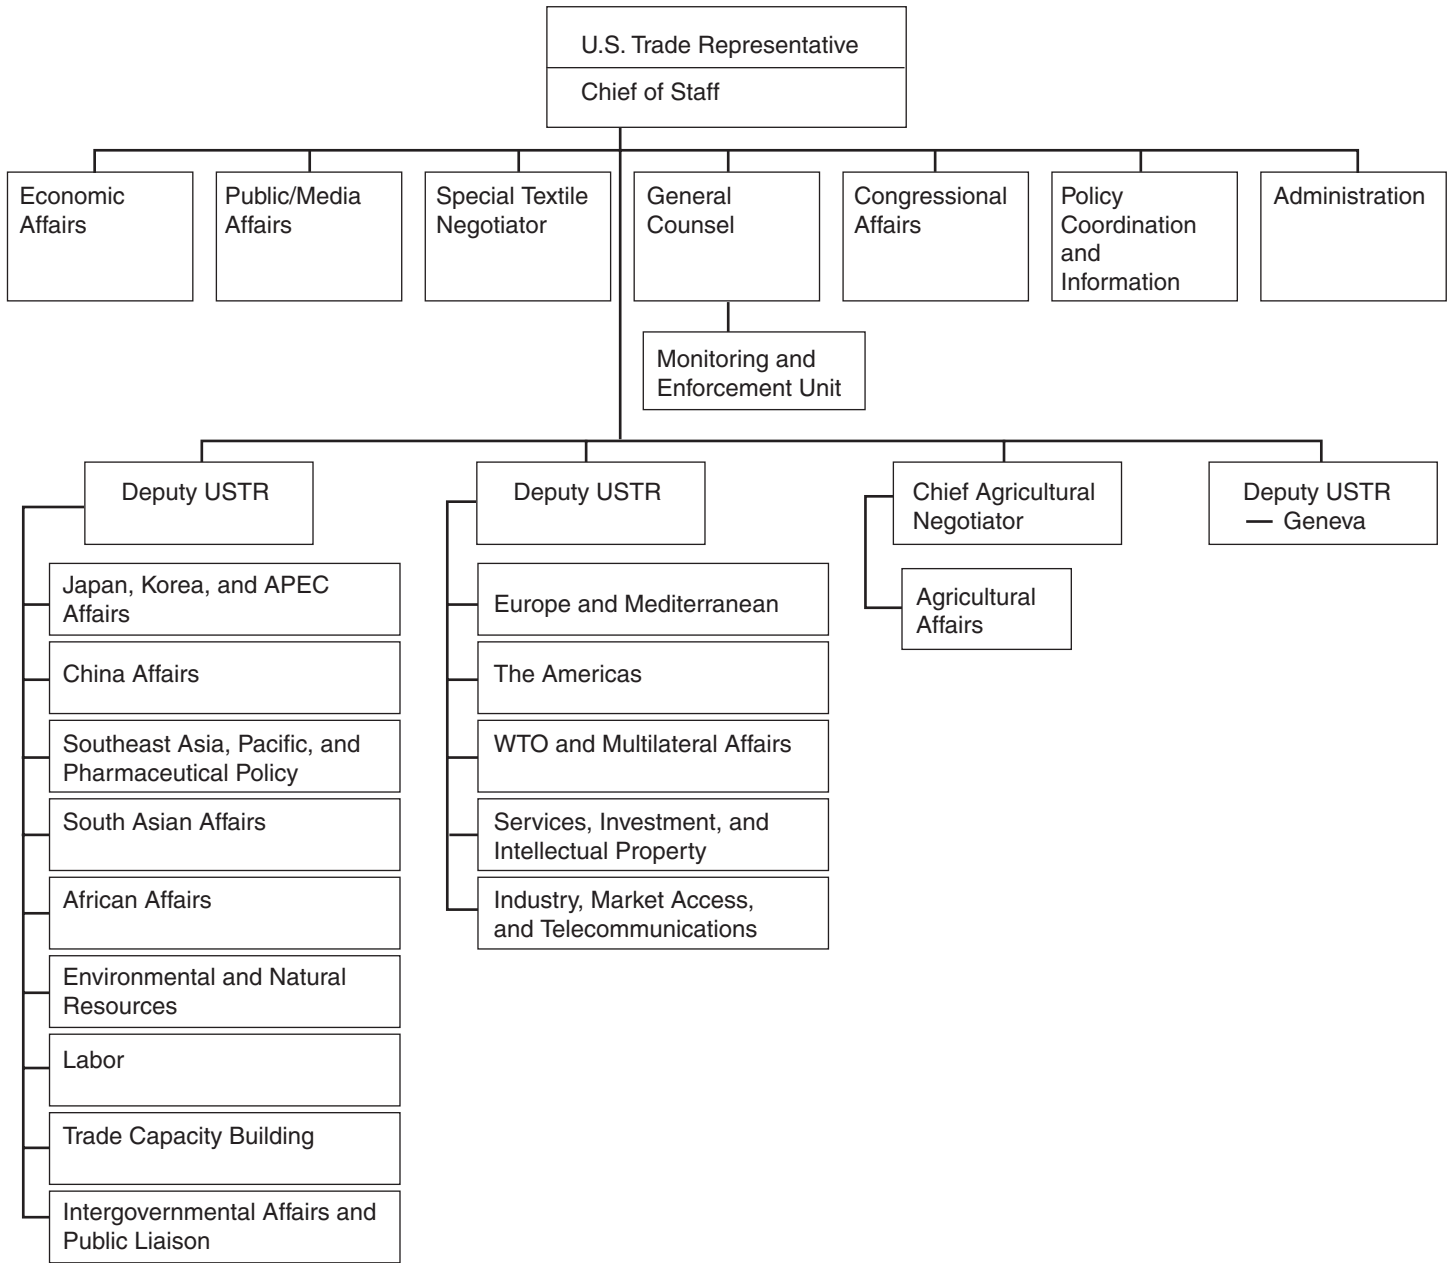 U.S. Trade Representative
Chief of Staff
Economic
Affairs
Public/Media
Affairs
Special Textile
Negotiator
General
Counsel
Congressional
Affairs
Policy
Coordination
and
Information
Administration
Monitoring and
Enforcement Unit
Deputy USTR
Japan, Korea, and APEC
Affairs
China Affairs
Southeast Asia, Pacific, and
Pharmaceutical Policy
South Asian Affairs
African Affairs
Environmental and Natural
Resources
Labor
Trade Capacity Building
Intergovernmental Affairs and
Public Liaison
Deputy USTR
Europe and Mediterranean
The Americas
WTO and Multilateral Affairs
Services, Investment, and
Intellectual Property
Industry, Market Access,
and Telecommunications
Chief Agricultural
Negotiator
Agricultural
Affairs
Deputy USTR
— Geneva